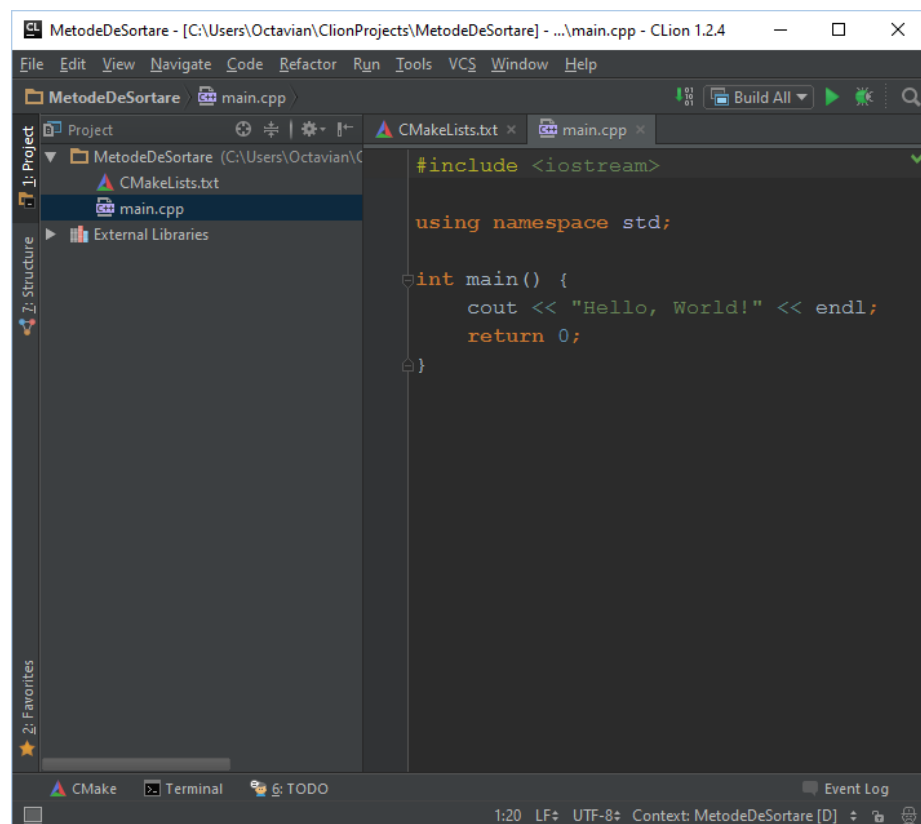 MetodeDeSortare - [C:\Users\Octavian\ClionProjects\MetodeDeSortare] - ...\main.cpp - CLion 1.2.4
File Edit View Navigate Code Refactor Run Tools VCS Window Help
MetodeDeSortare main.cpp Build All
1: Project
Project
MetodeDeSortare (C:\Users\Octavian\C
CMakeLists.txt
main.cpp
External Libraries
7: Structure
2: Favorites
CMakeLists.txt × main.cpp ×
#include <iostream>
using namespace std;
int main() {
cout << "Hello, World!" << endl;
return 0;
}
CMake Terminal 6: TODO Event Log
1:20 LF UTF-8 Context: MetodeDeSortare [D]